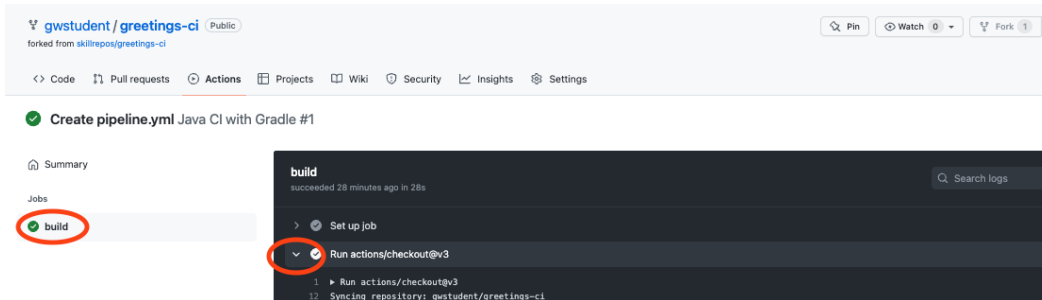 gwstudent / greetings-ci Public
Pin
Watch 0
Fork 1
forked from skillrepos/greetings-ci
<> Code
Pull requests
Actions
Projects
Wiki
Security
Insights
Settings
Create pipeline.yml Java CI with Gradle #1
Summary
Jobs
build
build
succeeded 28 minutes ago in 28s
Search logs
Set up job
Run actions/checkout@v3
1 ▶ Run actions/checkout@v3
12 Syncing repository: gwstudent/greetings-ci